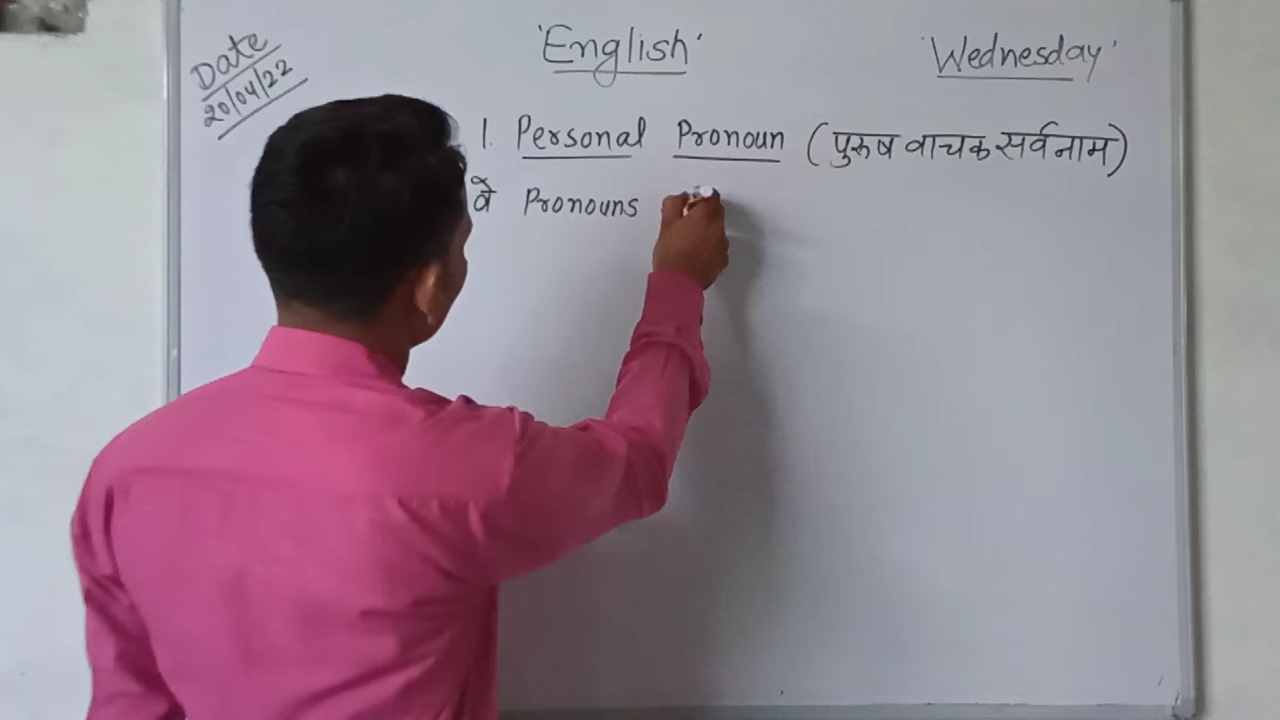 Date
20/04/22
'English'
'Wednesday'
1. Personal Pronoun (पुरूष वाचक सर्वनाम)
वे Pronouns